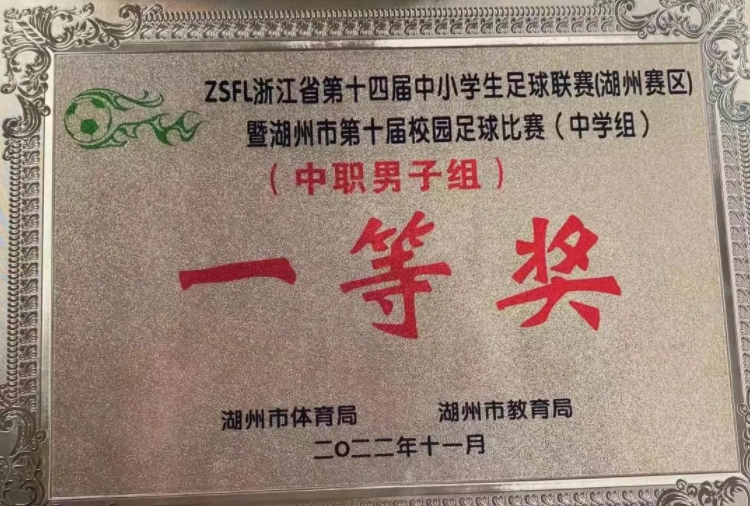 ZSFL浙江省第十四届中小学生足球联赛(湖州赛区)
暨湖州市第十届校园足球比赛（中学组）
（中职男子组）
一等奖
湖州市体育局 湖州市教育局
二〇二二年十一月